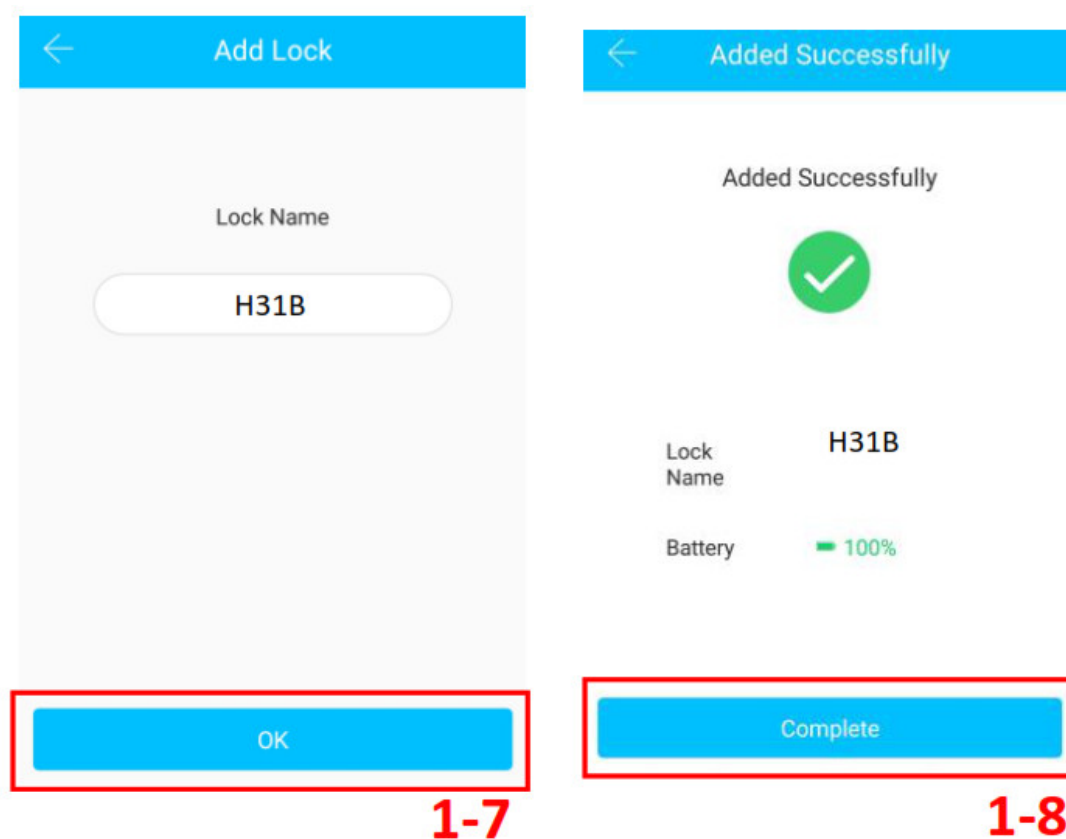 Add Lock
Lock Name
H31B
OK
1-7
Added Successfully
Added Successfully
Lock
Name
H31B
Battery
100%
Complete
1-8